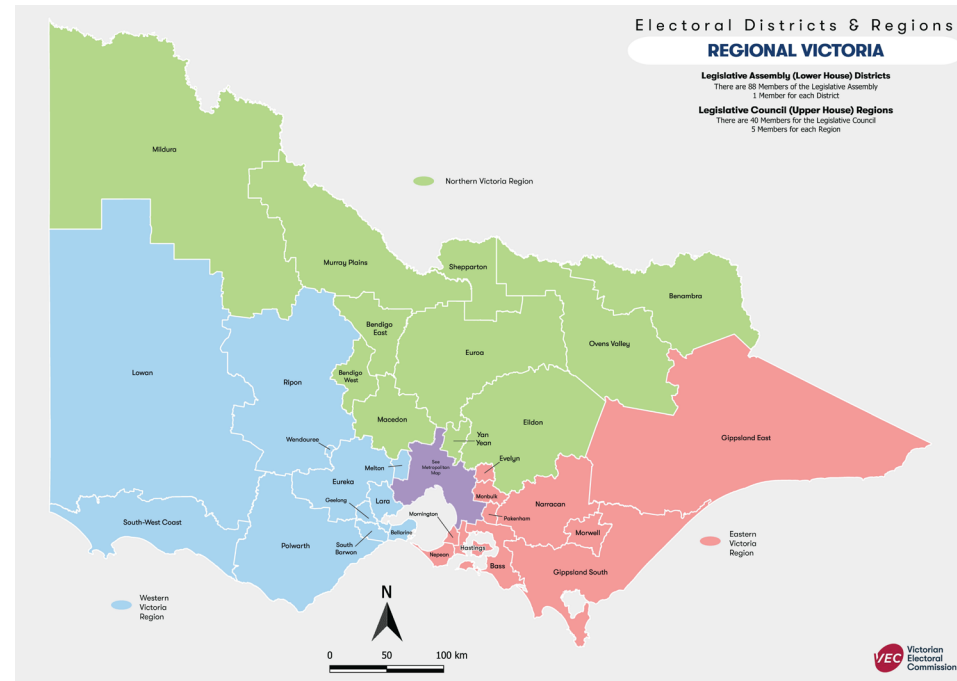 Electoral Districts & Regions
REGIONAL VICTORIA
Legislative Assembly (Lower House) Districts
There are 88 Members of the Legislative Assembly
1 Member for each District
Legislative Council (Upper House) Regions
There are 40 Members for the Legislative Council
5 Members for each Region
Mildura
Northern Victoria Region
Murray Plains
Shepparton
Benambra
Bendigo
East
Ovens Valley
Euroa
Lowan
Bendigo
West
Ripon
Macedon
Eildon
Yan
Yean
Gippsland East
Wendouree
Evelyn
See
Metropolitan
Map
Melton
Eureka
Monbulk
Geelong
Lara
Narracan
Mornington
Pakenham
South-West Coast
Bellarine
Morwell
Polwarth
South
Barwon
Hastings
Nepean
Eastern
Victoria
Region
Bass
Gippsland South
Western
Victoria
Region
N
0 50 100 km
VEC
Victorian
Electoral
Commission